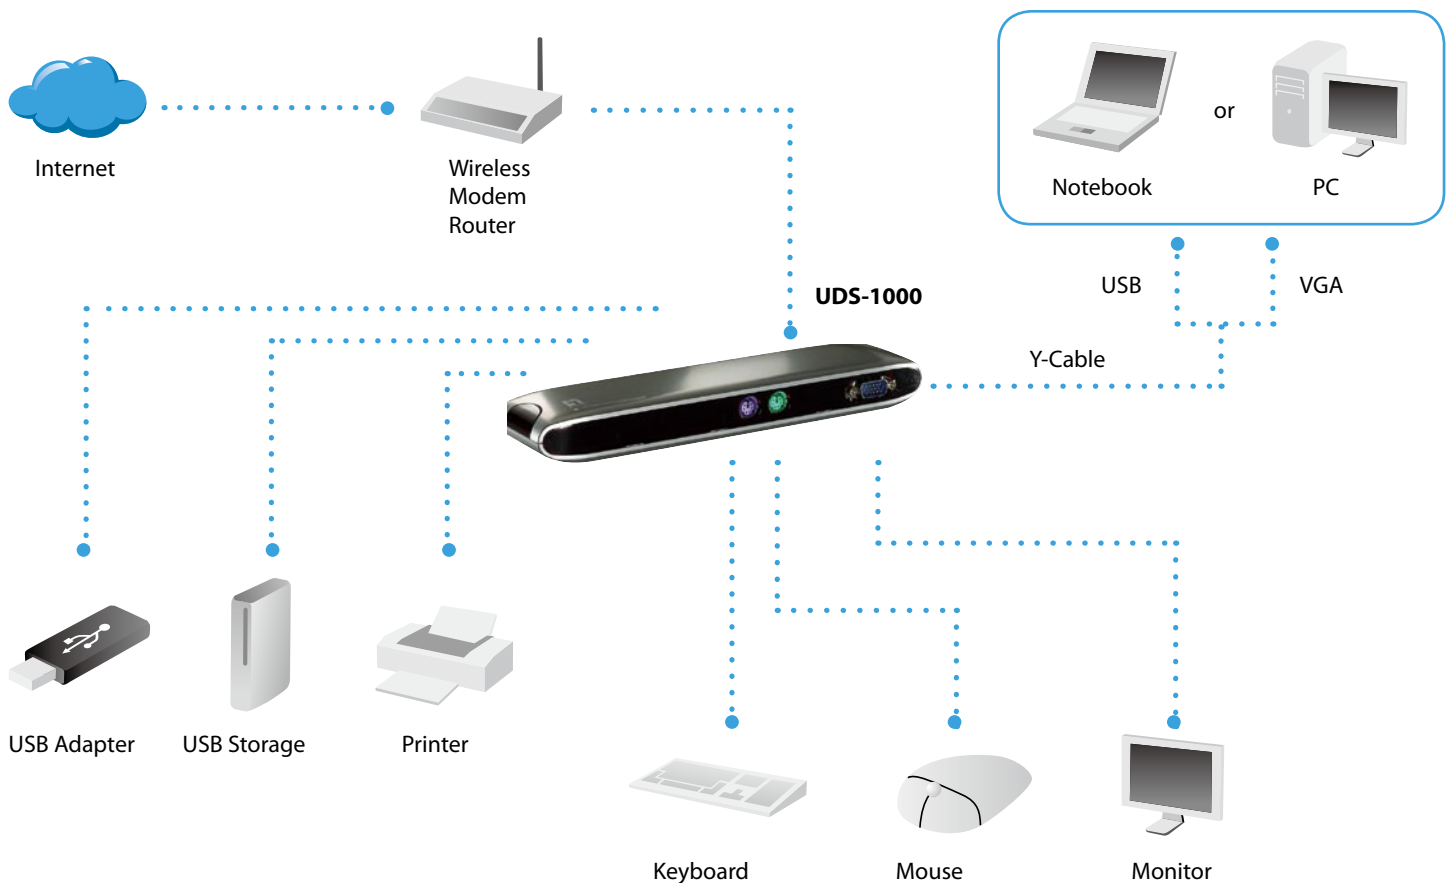 Internet
Wireless
Modem
Router
or
Notebook
PC
USB
VGA
UDS-1000
Y-Cable
USB Adapter
USB Storage
Printer
Keyboard
Mouse
Monitor